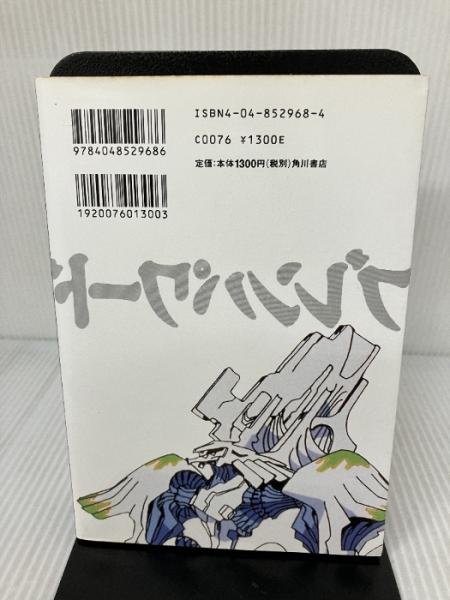 ISBN4-04-852968-4
C0076 ¥1300E
定価:本体1300円(税別)角川書店
9784048529686
1920076013003
ブレンパワード